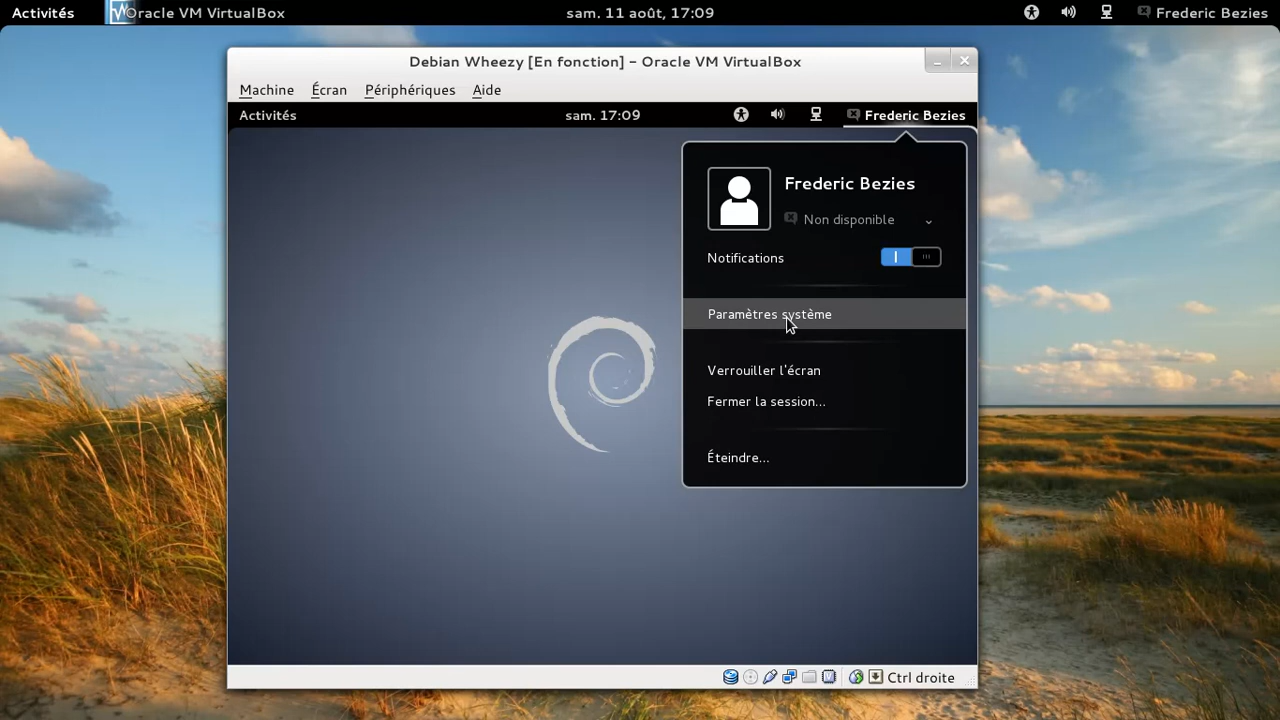 Activités Oracle VM VirtualBox sam. 11 août, 17:09 Frederic Bezies
Debian Wheezy [En fonction] - Oracle VM VirtualBox
Machine Écran Périphériques Aide
Activités sam. 17:09 Frederic Bezies
Frederic Bezies
Non disponible
Notifications
Paramètres système
Verrouiller l'écran
Fermer la session...
Éteindre...
Ctrl droite